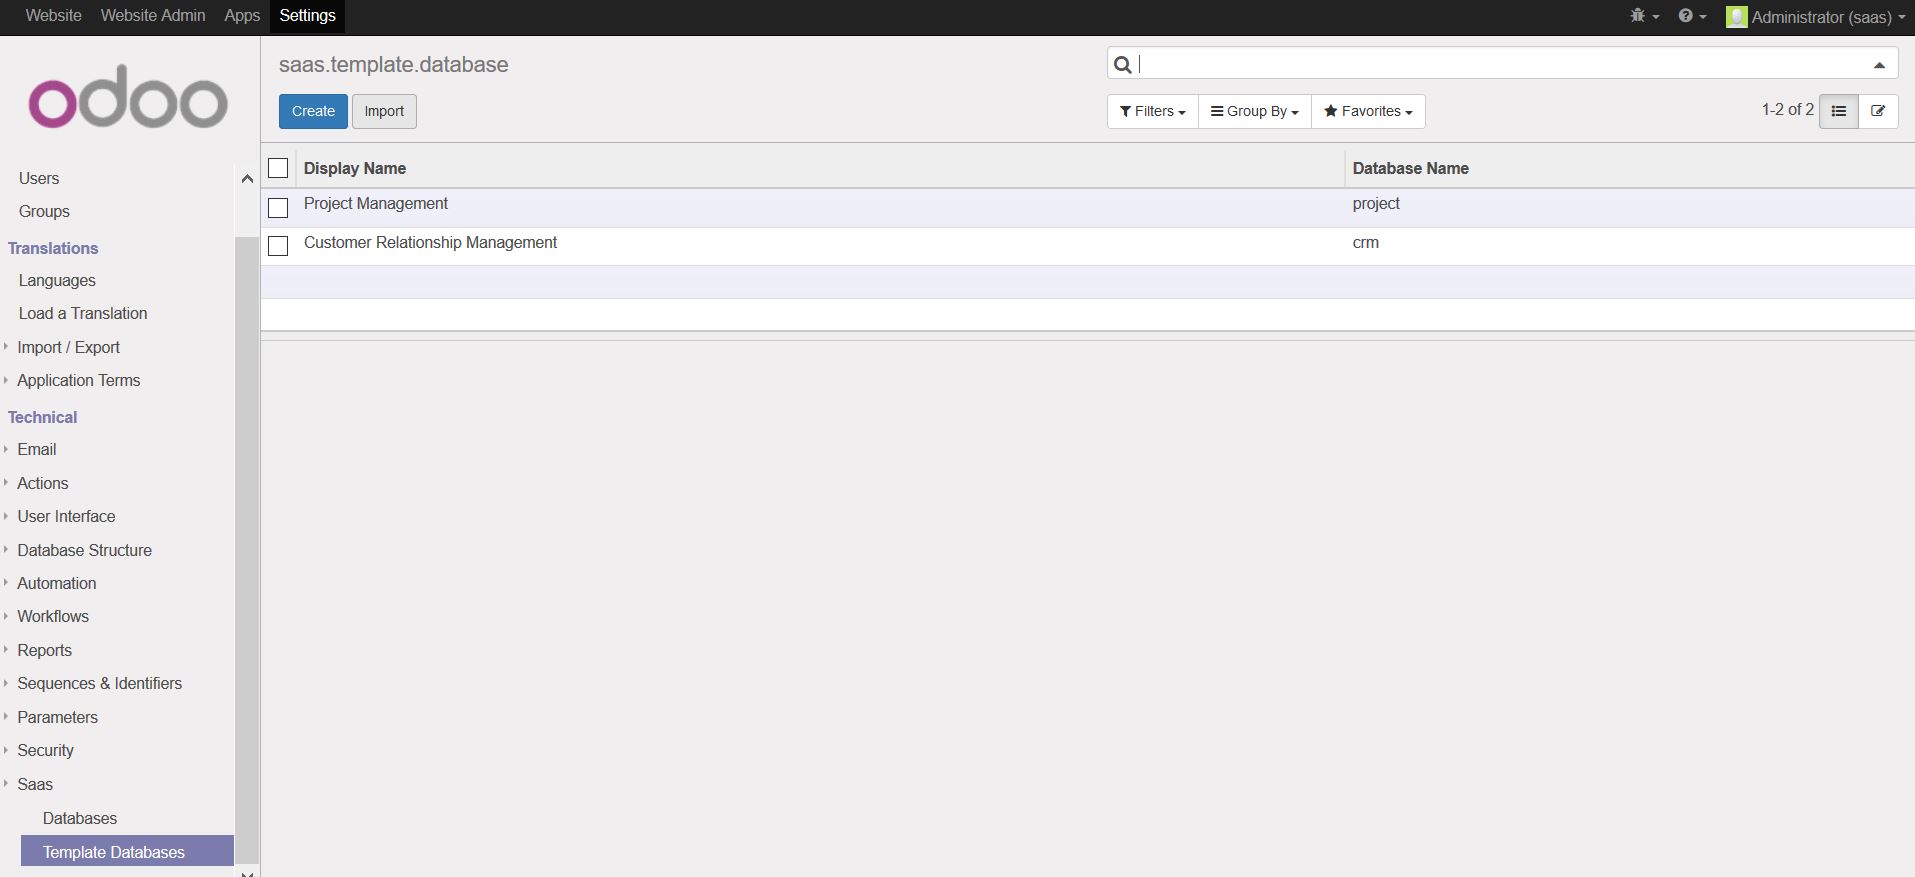 Website Website Admin Apps Settings Administrator (saas)
odoo
saas.template.database
Create Import Filters Group By Favorites 1-2 of 2
Display Name Database Name
Project Management project
Customer Relationship Management crm
Users
Groups
Translations
Languages
Load a Translation
Import / Export
Application Terms
Technical
Email
Actions
User Interface
Database Structure
Automation
Workflows
Reports
Sequences & Identifiers
Parameters
Security
Saas
Databases
Template Databases